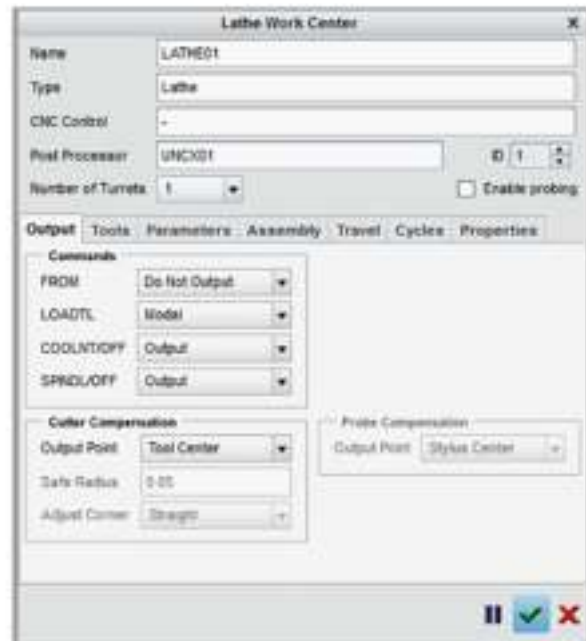 Lathe Work Center x
Name LATHE01
Type Lathe
CNC Control -
Post Processor UNCX01 ID 1
Number of Turrets 1 Enable probing
Output Tools Parameters Assembly Travel Cycles Properties
Commands
FROM Do Not Output
LOADTL Modal
COOLNT/OFF Output
SPNDL/OFF Output
Cutter Compensation Probe Compensation
Output Point Tool Center Output Point Stylus Center
Safe Radius 0.05
Adjust Corner Straight